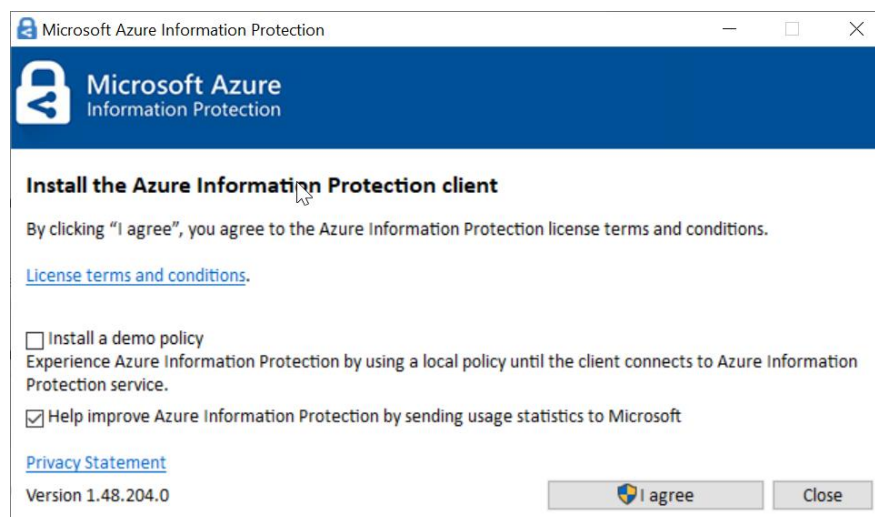 Microsoft Azure Information Protection
Microsoft Azure
Information Protection
Install the Azure Information Protection client
By clicking “I agree”, you agree to the Azure Information Protection license terms and conditions.
License terms and conditions.
Install a demo policy
Experience Azure Information Protection by using a local policy until the client connects to Azure Information
Protection service.
Help improve Azure Information Protection by sending usage statistics to Microsoft
Privacy Statement
Version 1.48.204.0
I agree
Close